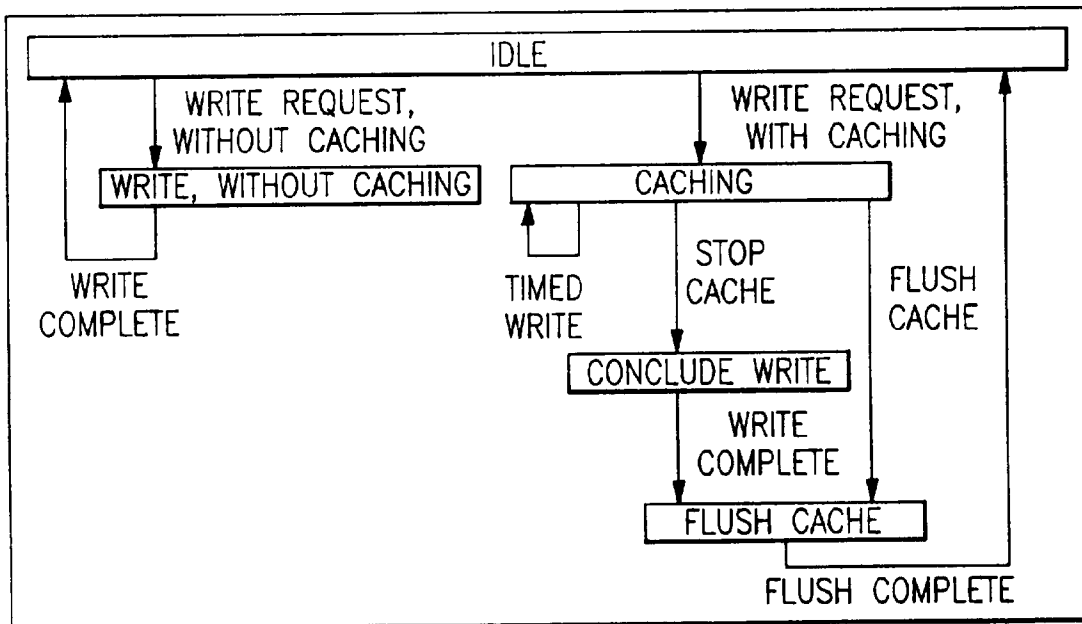 IDLE
WRITE REQUEST,
WITHOUT CACHING
WRITE REQUEST,
WITH CACHING
WRITE, WITHOUT CACHING
CACHING
WRITE
COMPLETE
TIMED
WRITE
STOP
CACHE
FLUSH
CACHE
CONCLUDE WRITE
WRITE
COMPLETE
FLUSH CACHE
FLUSH COMPLETE